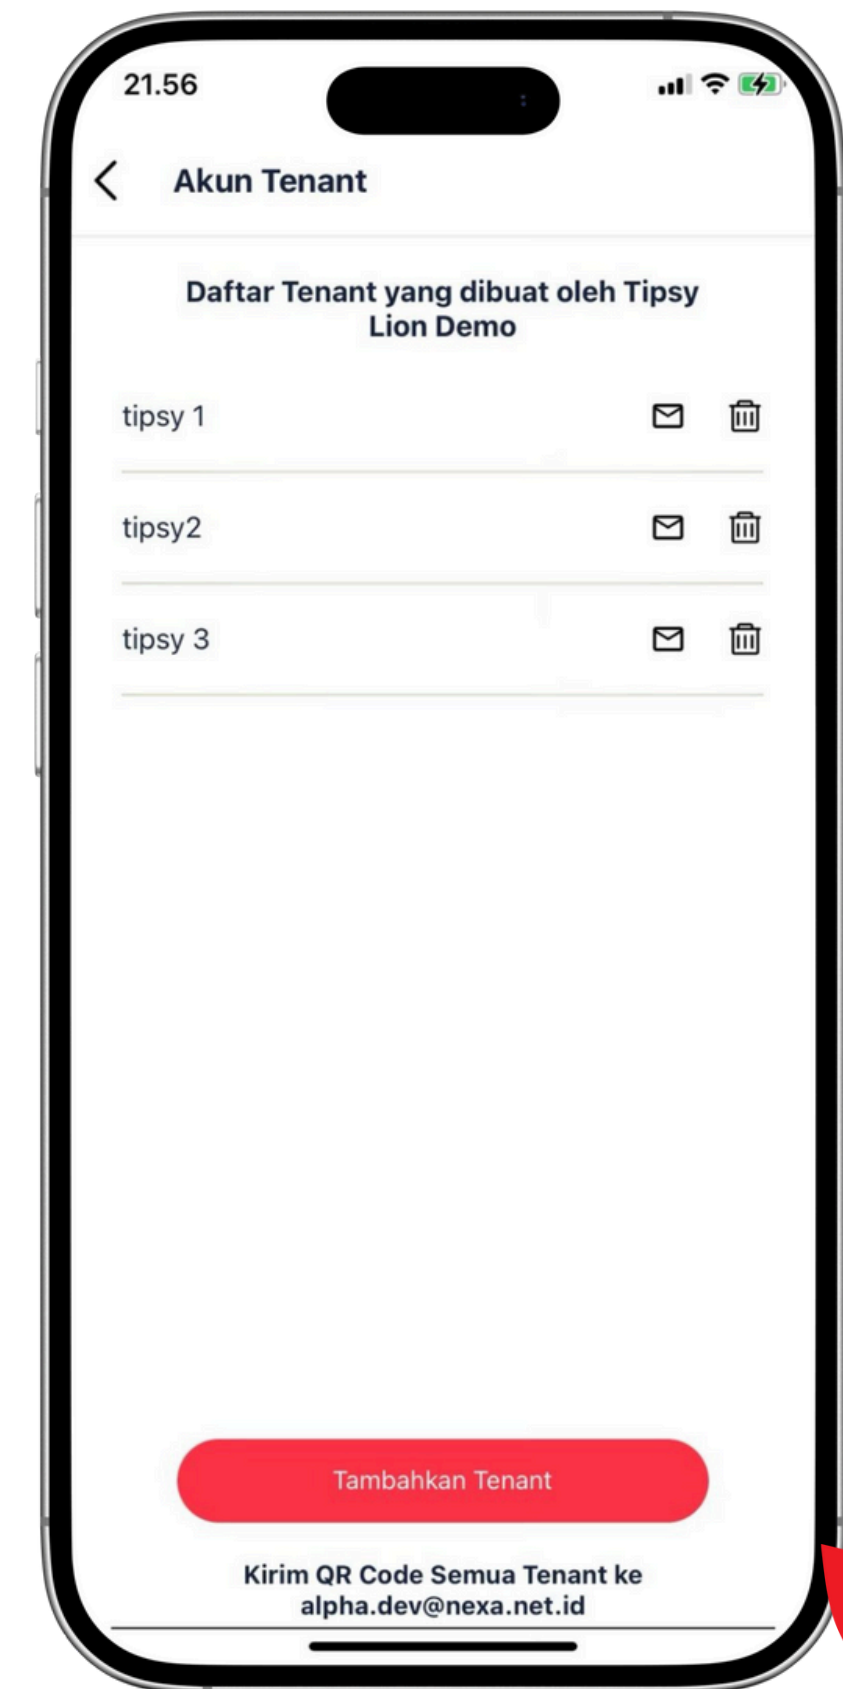 21.56
Akun Tenant
Daftar Tenant yang dibuat oleh Tipsy
Lion Demo
tipsy 1
tipsy2
tipsy 3
Tambahkan Tenant
Kirim QR Code Semua Tenant ke
alpha.dev@nexa.net.id